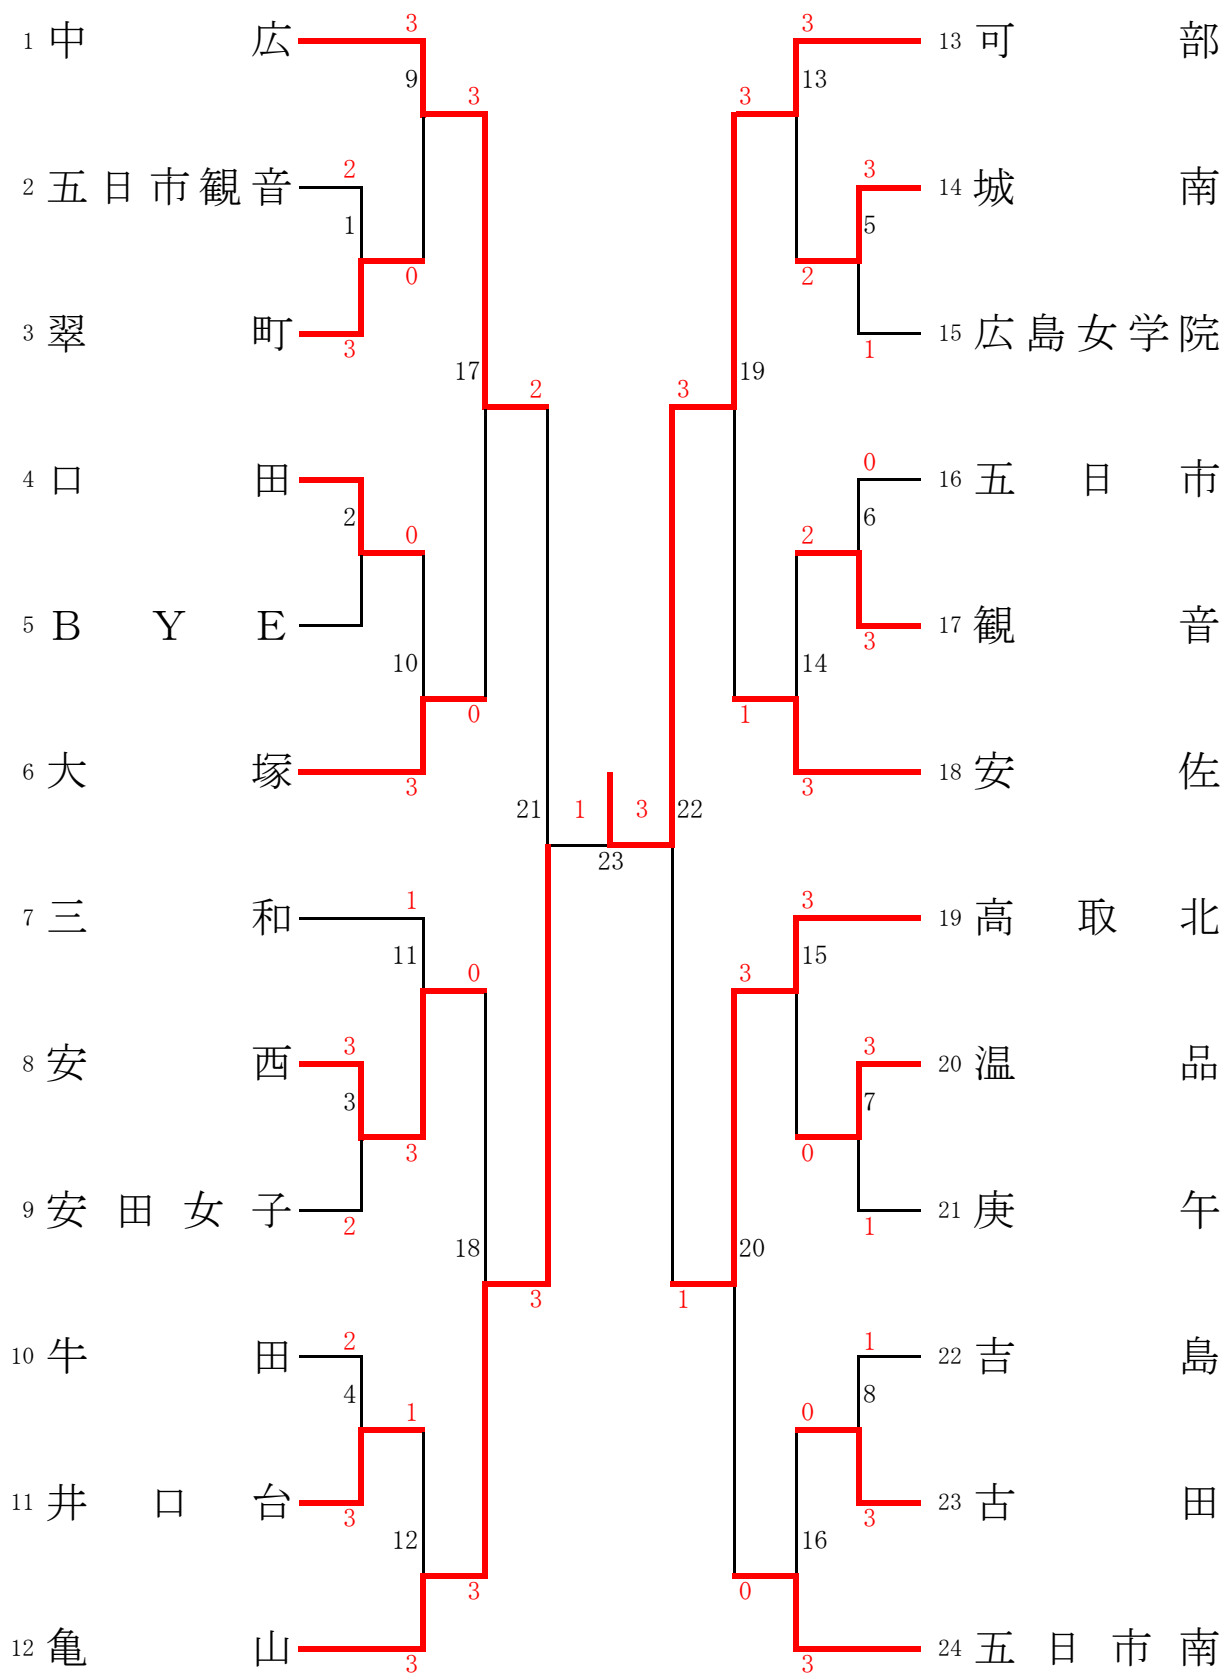 3 3
1 中広 13 可部
9 13
3 3
2 3
2 五日市観音 14 城南
1 5
0 2
3 翠町 15 広島女学院
3 1
17 19
2 3
0
4 口田 16 五日市
2 6
0 2
5 BYE 17 観音
3
10 14
0 1
6 大塚 18 安佐
3 3
21 1 3 22
23
1 3
7 三和 19 高取北
11 15
0 3
3 3
8 安西 20 温品
3 7
3 0
9 安田女子 21 庚午
2 1
18 20
3 1
2 1
10 牛田 22 吉島
4 8
1 0
11 井口台 23 古田
3 3
12 16
3 0
12 亀山 24 五日市南
3 3